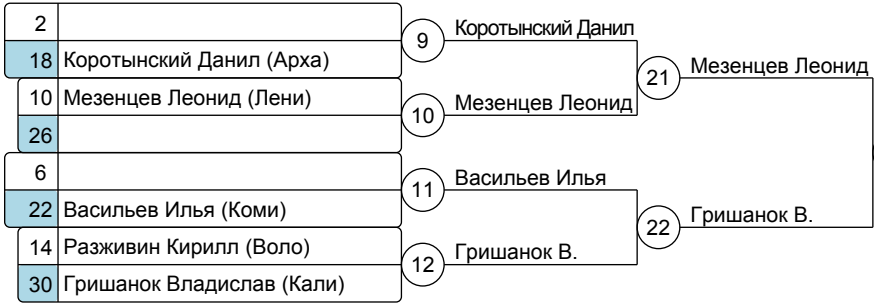 2
18 Коротынский Данил (Арха)
9
Коротынский Данил
10 Мезенцев Леонид (Лени)
26
10
Мезенцев Леонид
21
Мезенцев Леонид
6
22 Васильев Илья (Коми)
11
Васильев Илья
14 Разживин Кирилл (Воло)
30 Гришанок Владислав (Кали)
12
Гришанок В.
22
Гришанок В.